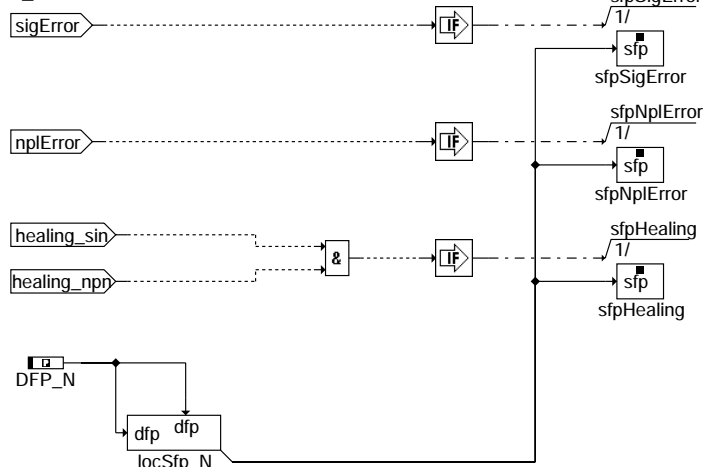 sfpSigError
sigError
IF
1/
sfp
sfpSigError
sfpNplError
nplError
IF
1/
sfp
sfpNplError
healing_sin
sfpHealing
&
IF
1/
healing_npn
sfp
sfpHealing
DFP_N
dfp
dfp
locSfp_N